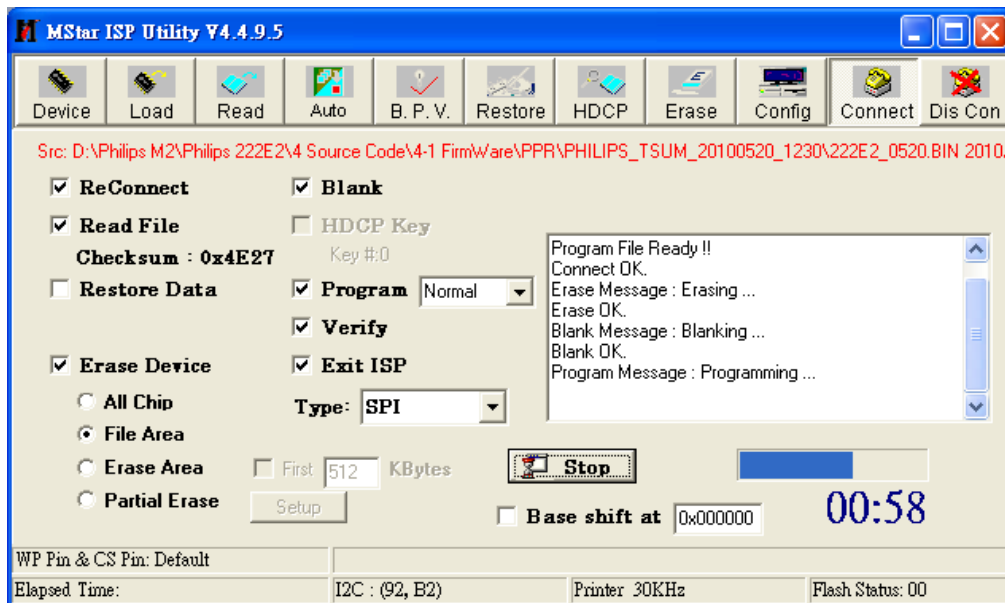 MStar ISP Utility V4.4.9.5
Device Load Read Auto B. P. V. Restore HDCP Erase Config Connect Dis Con
Src: D:\Philips M2\Philips 222E2\4 Source Code\4-1 FirmWare\PPR\PHILIPS_TSUM_20100520_1230\222E2_0520.BIN 2010.
ReConnect
Blank
Read File
HDCP Key
Checksum : 0x4E27
Key #:0
Restore Data
Program Normal
Verify
Erase Device
Exit ISP
All Chip
Type: SPI
File Area
Erase Area
First 512 KBytes
Partial Erase
Setup
Program File Ready !!
Connect OK.
Erase Message : Erasing ...
Erase OK.
Blank Message : Blanking ...
Blank OK.
Program Message : Programming ...
Stop
Base shift at 0x000000
00:58
WP Pin & CS Pin: Default
Elapsed Time:
I2C : (92, B2)
Printer 30KHz
Flash Status: 00